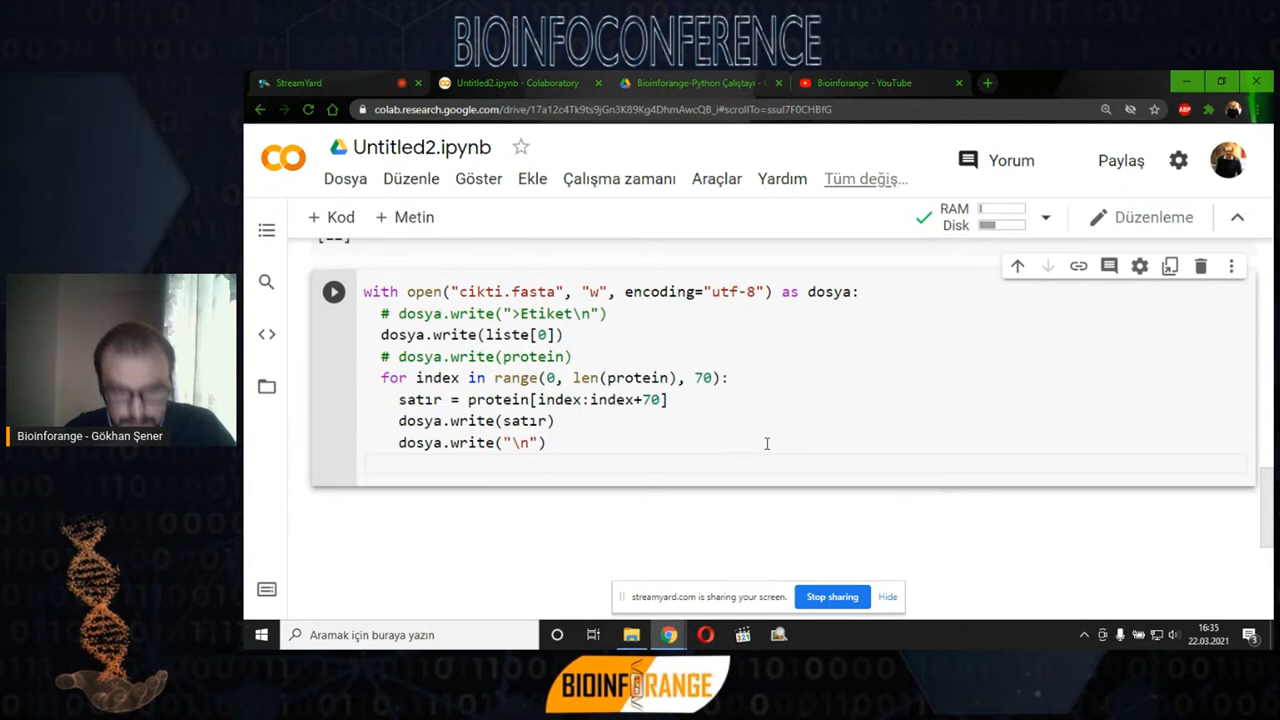 BIOINFOCONFERENCE
StreamYard
Untitled2.ipynb - Colaboratory
Bioinforange-Python Çalıştayı -
Bioinforange - YouTube
colab.research.google.com/drive/17a12c4Tk9ts9jGn3K89Kg4DhmAwcQB_i#scrollTo=ssuI7F0CHBfG
ABP
CO
Untitled2.ipynb
Yorum
Paylaş
Dosya Düzenle Göster Ekle Çalışma zamanı Araçlar Yardım Tüm değiş…
+ Kod + Metin
RAM
Disk
Düzenleme
with open("cikti.fasta", "w", encoding="utf-8") as dosya:
# dosya.write(">Etiket\n")
dosya.write(liste[0])
# dosya.write(protein)
for index in range(0, len(protein), 70):
satır = protein[index:index+70]
dosya.write(satır)
dosya.write("\n")
Bioinforange - Gökhan Şener
streamyard.com is sharing your screen.
Stop sharing
Hide
Aramak için buraya yazın
16:35
22.03.2021
3
BIOINFORANGE